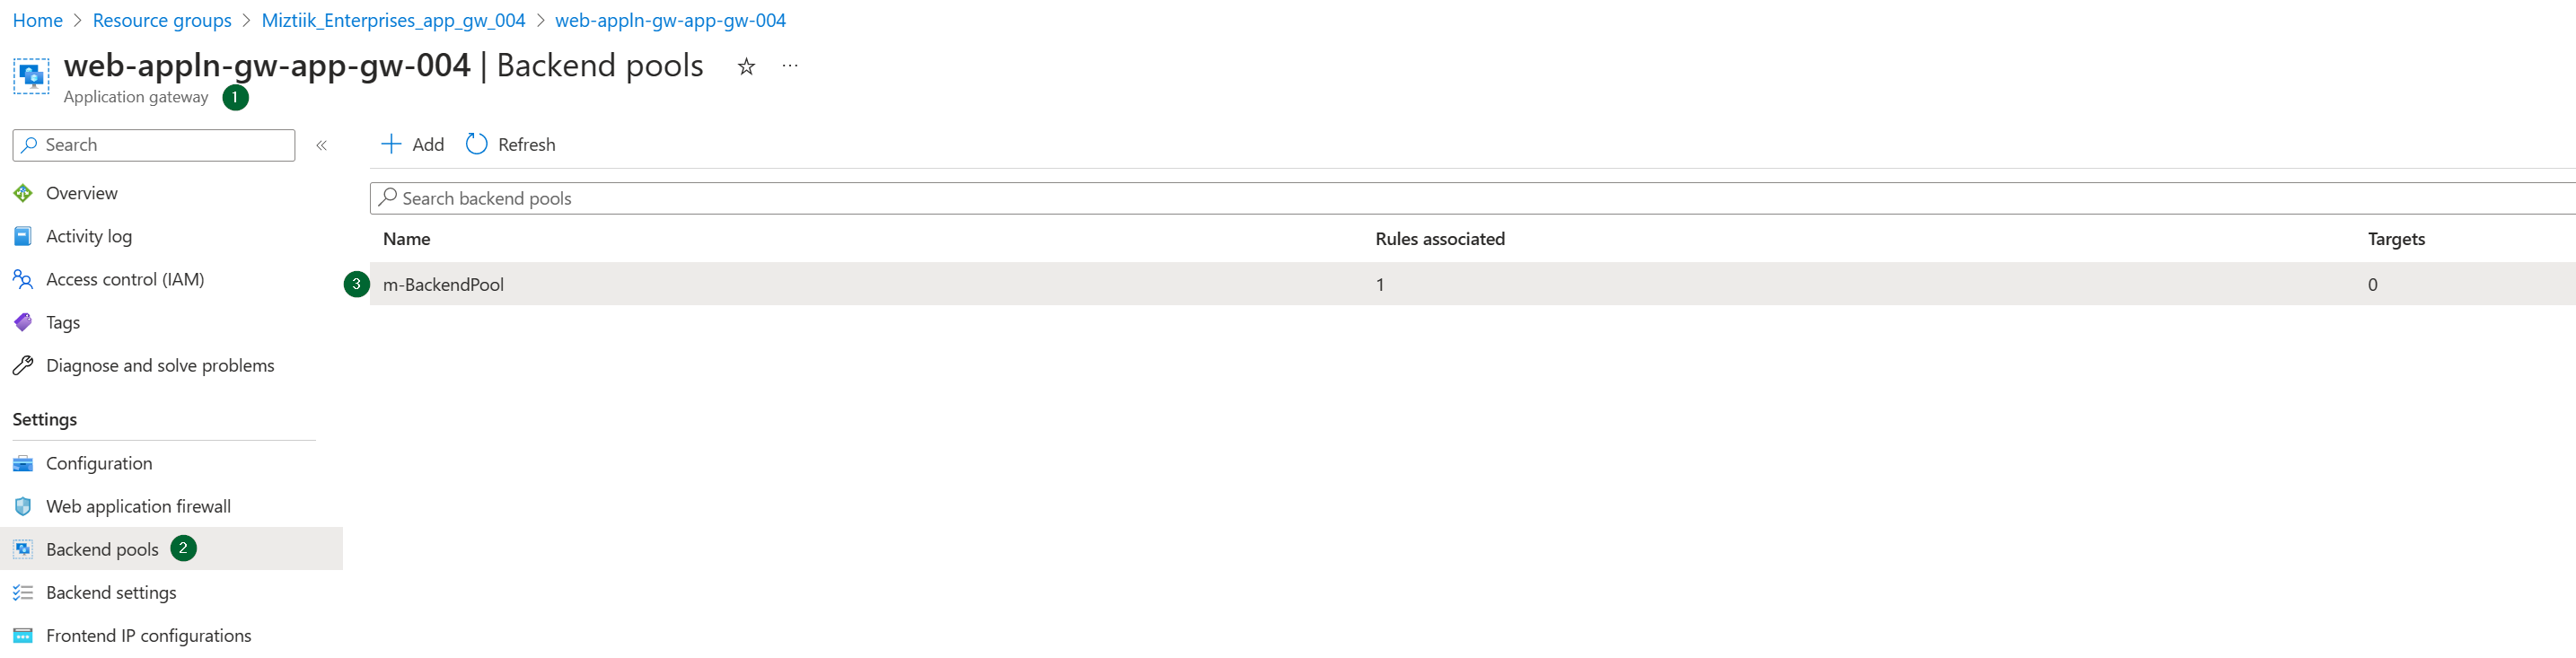 Home > Resource groups > Miztiik_Enterprises_app_gw_004 > web-appln-gw-app-gw-004
web-appln-gw-app-gw-004 | Backend pools ☆ ...
Application gateway 1
Search «
Overview
Activity log
Access control (IAM)
Tags
Diagnose and solve problems
Settings
Configuration
Web application firewall
Backend pools 2
Backend settings
Frontend IP configurations
Add Refresh
Search backend pools
Name Rules associated Targets
3 m-BackendPool 1 0